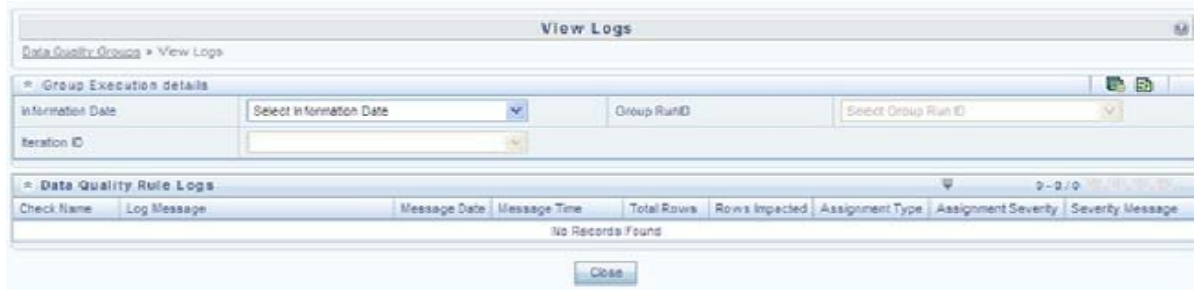 View Logs
Data Quality Groups » View Logs
Group Execution details
Information Date Select Information Date Group RunID Select Group Run ID
Iteration ID
Data Quality Rule Logs 0-0/0
Check Name Log Message Message Date Message Time Total Rows Rows Impacted Assignment Type Assignment Severity Severity Message
No Records Found
Close